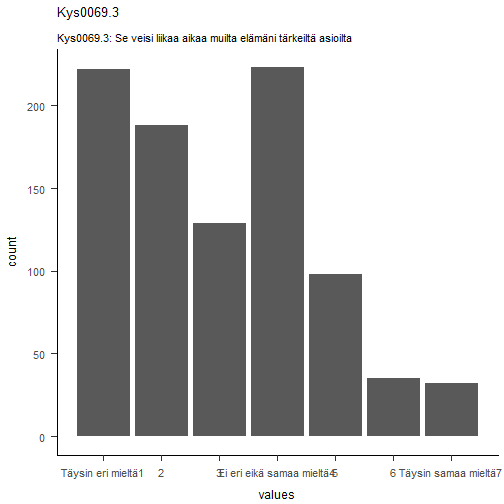 Kys0069.3
Kys0069.3: Se veisi liikaa aikaa muilta elämäni tärkeiltä asioilta
200
150
100
50
0
count
Täysin eri mieltä1 2 3 Ei eri eikä samaa mieltä4 5 6 Täysin samaa mieltä7
values